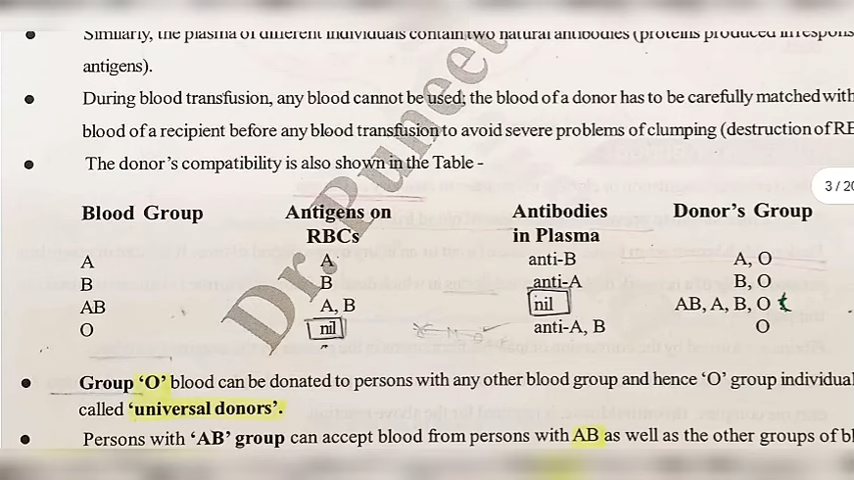 Similarly, the plasma of different individuals contain two natural antibodies (proteins produced in respons
antigens).
During blood transfusion, any blood cannot be used; the blood of a donor has to be carefully matched with
blood of a recipient before any blood transfusion to avoid severe problems of clumping (destruction of RB
The donor's compatibility is also shown in the Table -
3 / 20
Blood Group Antigens on RBCs Antibodies in Plasma Donor's Group
A A anti-B A, O
B B anti-A B, O
AB A, B nil AB, A, B, O
O nil anti-A, B O
Dr. Puneet
Group 'O' blood can be donated to persons with any other blood group and hence 'O' group individual
called 'universal donors'.
Persons with 'AB' group can accept blood from persons with AB as well as the other groups of bl